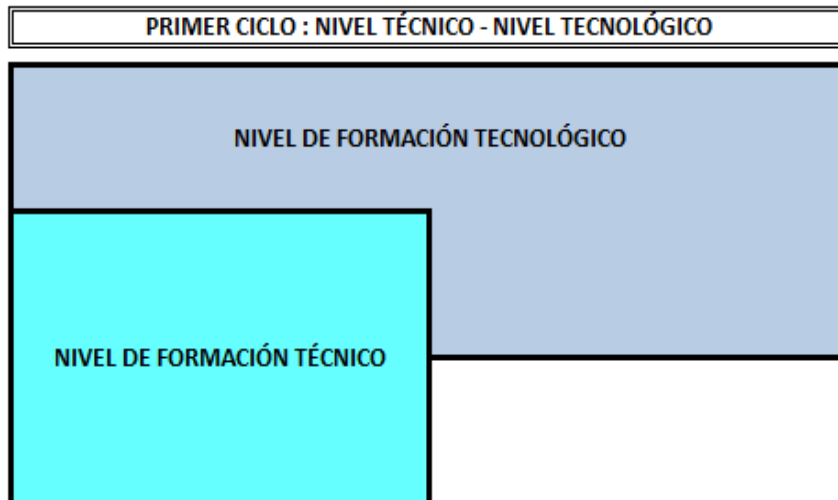 PRIMER CICLO : NIVEL TÉCNICO - NIVEL TECNOLÓGICO
NIVEL DE FORMACIÓN TECNOLÓGICO
NIVEL DE FORMACIÓN TÉCNICO